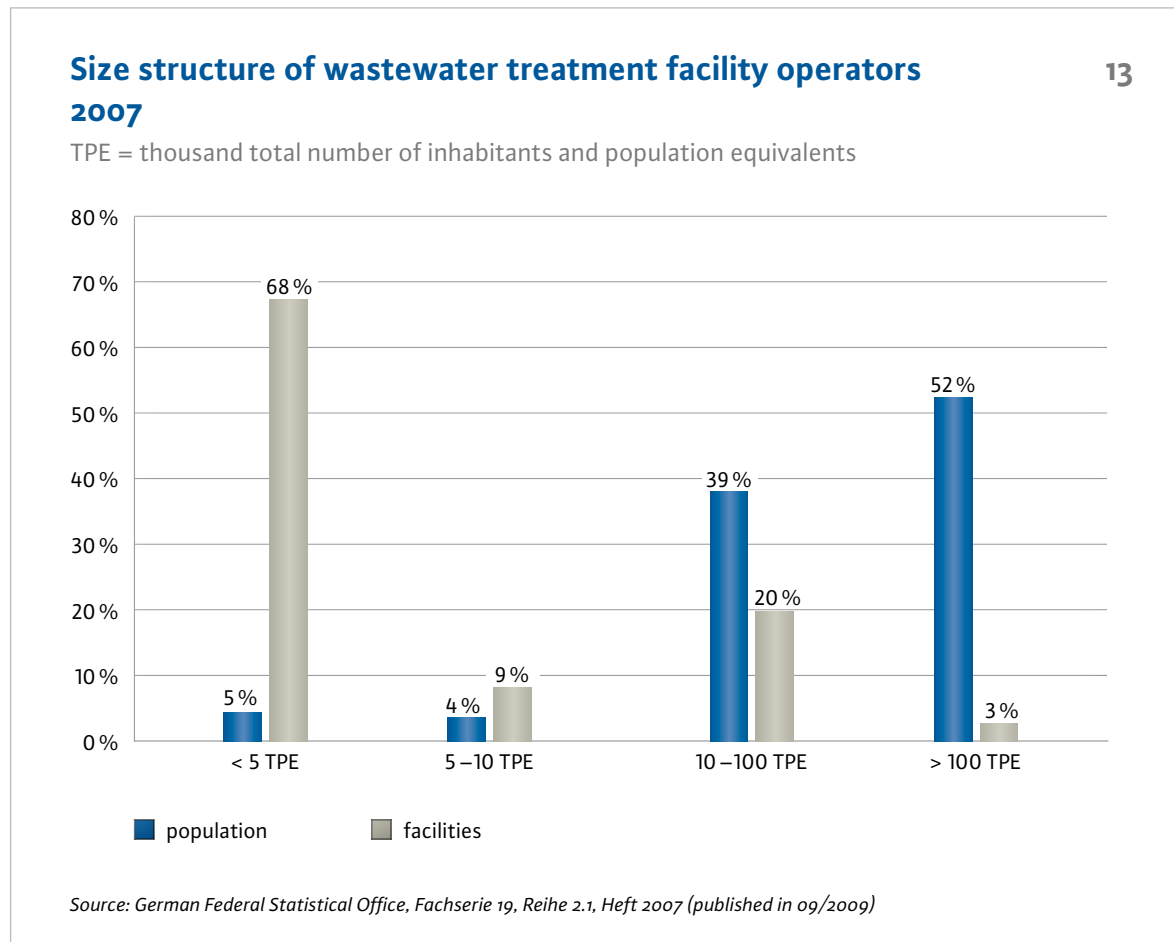 Size structure of wastewater treatment facility operators
13
2007
TPE = thousand total number of inhabitants and population equivalents
80 %
70 %
68 %
60 %
52 %
50 %
40 %
39 %
30 %
20 %
20 %
10 %
5 %
4 %
9 %
3 %
0 %
< 5 TPE
5 – 10 TPE
10 – 100 TPE
> 100 TPE
population
facilities
Source: German Federal Statistical Office, Fachserie 19, Reihe 2.1, Heft 2007 (published in 09/2009)